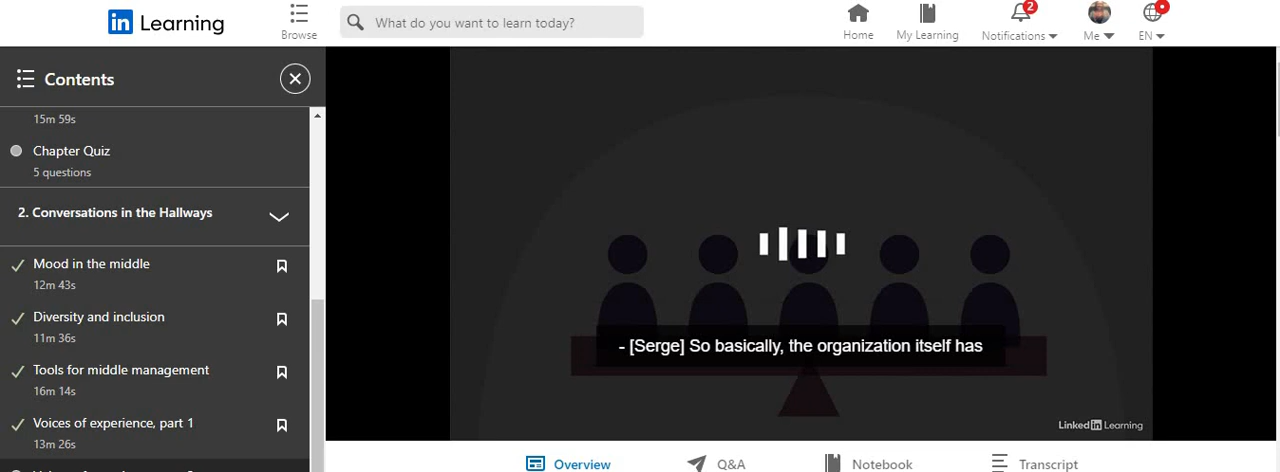 in Learning
Browse
What do you want to learn today?
Home
My Learning
2
Notifications
Me
EN
Contents
15m 59s
Chapter Quiz
5 questions
2. Conversations in the Hallways
Mood in the middle
12m 43s
Diversity and inclusion
11m 36s
Tools for middle management
16m 14s
Voices of experience, part 1
13m 26s
- [Serge] So basically, the organization itself has
Linked in Learning
Overview
Q&A
Notebook
Transcript